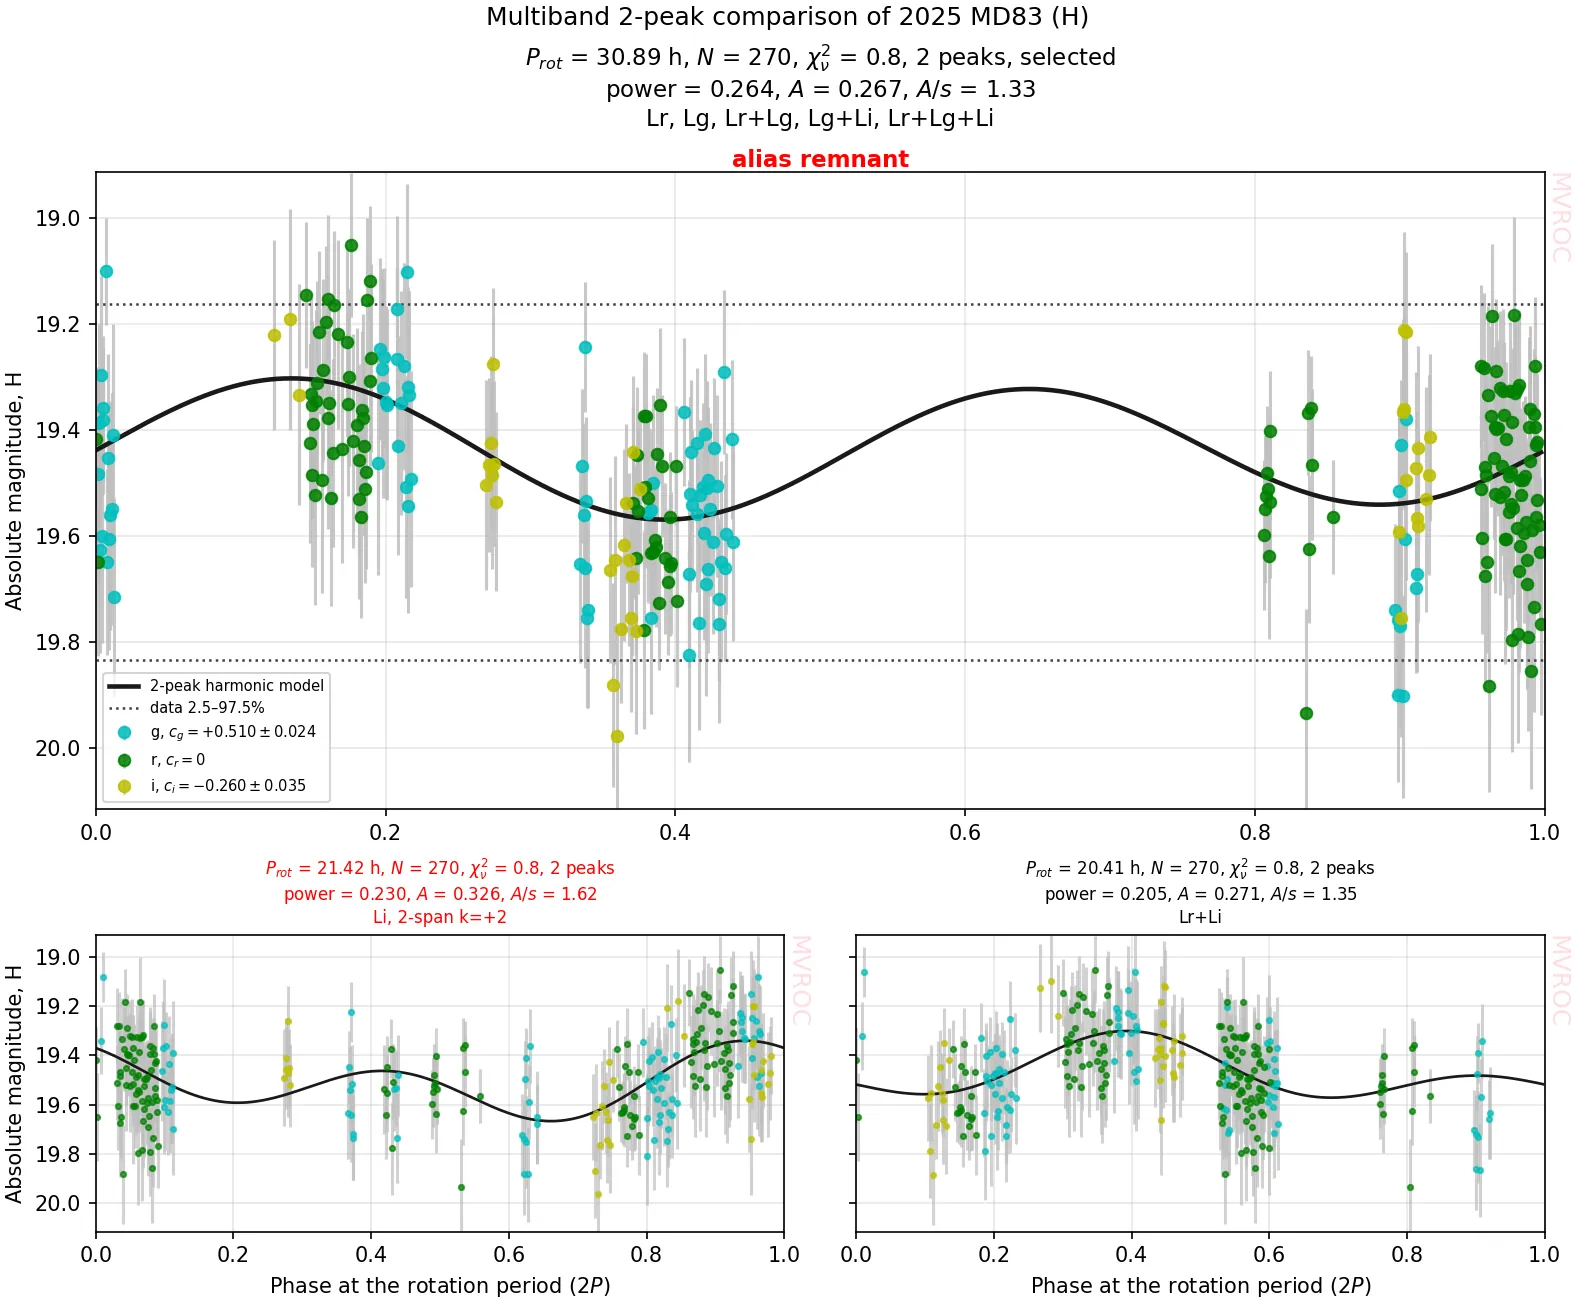 Multiband 2-peak comparison of 2025 MD83 (H)
P_rot = 30.89 h, N = 270, χ²_ν = 0.8, 2 peaks, selected
power = 0.264, A = 0.267, A/s = 1.33
Lr, Lg, Lr+Lg, Lg+Li, Lr+Lg+Li
alias remnant
MVROC
Absolute magnitude, H
19.0
19.2
19.4
19.6
19.8
20.0
2-peak harmonic model
data 2.5–97.5%
g, c_g = +0.510 ± 0.024
r, c_r = 0
i, c_i = −0.260 ± 0.035
0.0 0.2 0.4 0.6 0.8 1.0
P_rot = 21.42 h, N = 270, χ²_ν = 0.8, 2 peaks
power = 0.230, A = 0.326, A/s = 1.62
Li, 2-span k=+2
MVROC
Absolute magnitude, H
19.0
19.2
19.4
19.6
19.8
20.0
0.0 0.2 0.4 0.6 0.8 1.0
Phase at the rotation period (2P)
P_rot = 20.41 h, N = 270, χ²_ν = 0.8, 2 peaks
power = 0.205, A = 0.271, A/s = 1.35
Lr+Li
MVROC
0.0 0.2 0.4 0.6 0.8 1.0
Phase at the rotation period (2P)